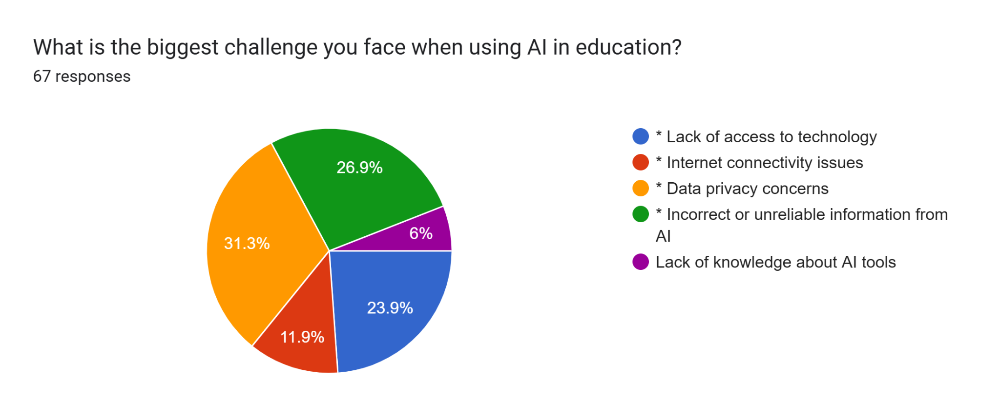 What is the biggest challenge you face when using AI in education?
67 responses
26.9%
6%
31.3%
23.9%
11.9%
* Lack of access to technology
* Internet connectivity issues
* Data privacy concerns
* Incorrect or unreliable information from
AI
Lack of knowledge about AI tools